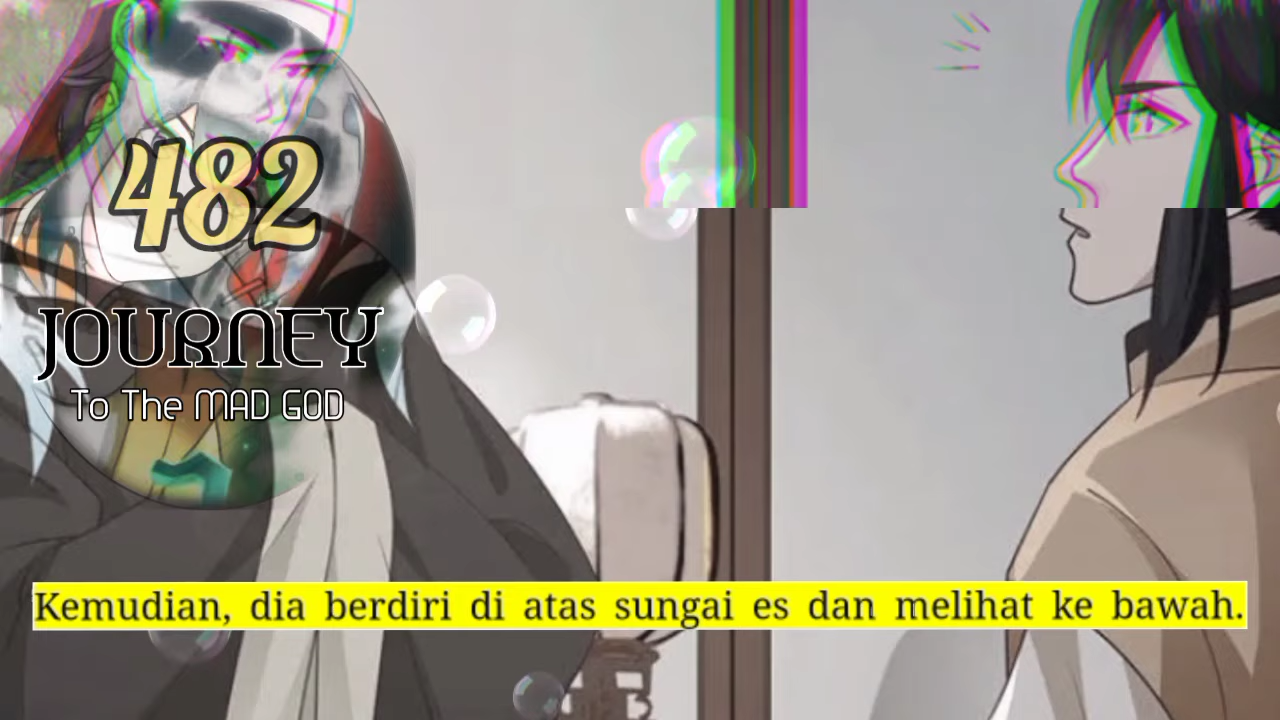 482
JOURNEY
To The MAD GOD
Kemudian, dia berdiri di atas sungai es dan melihat ke bawah.